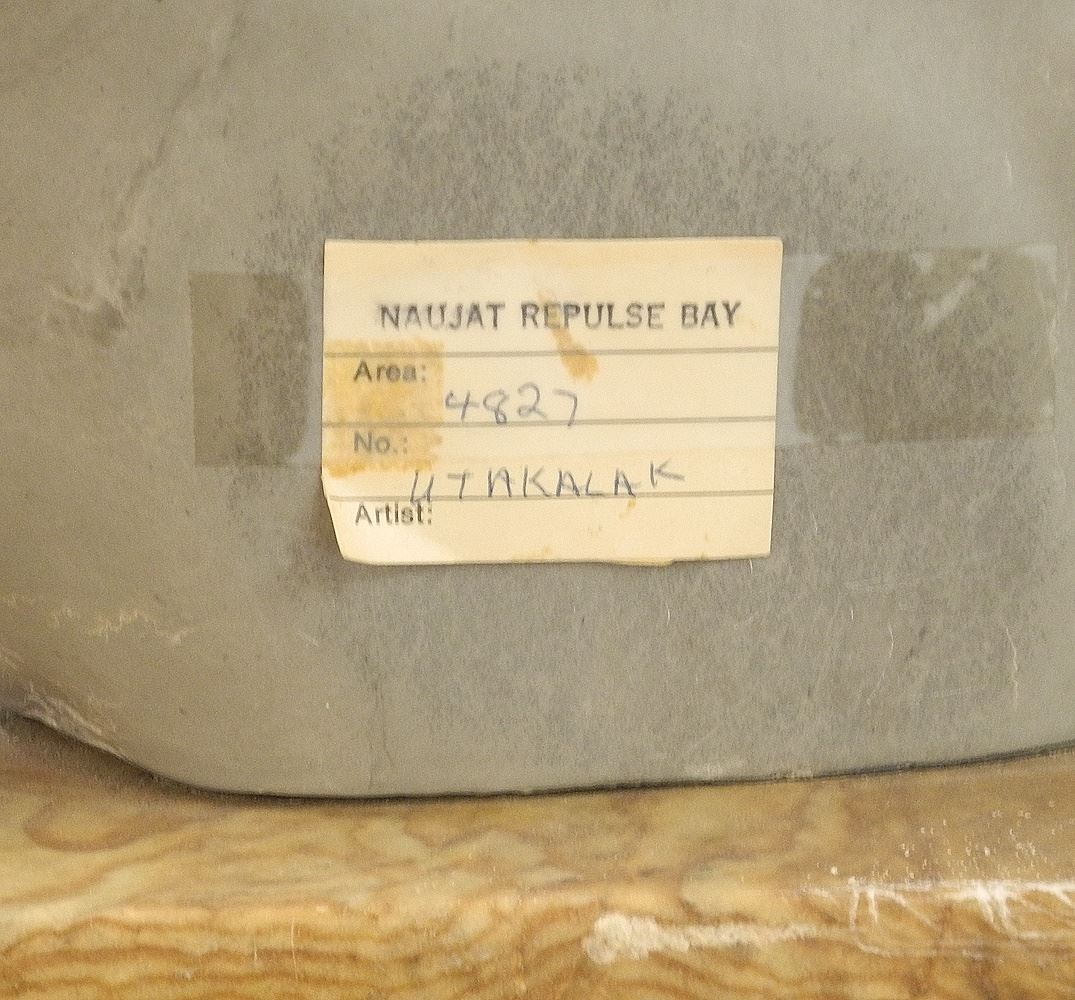 NAUJAT REPULSE BAY
Area:
4827
No.:
UTAKALAK
Artist: